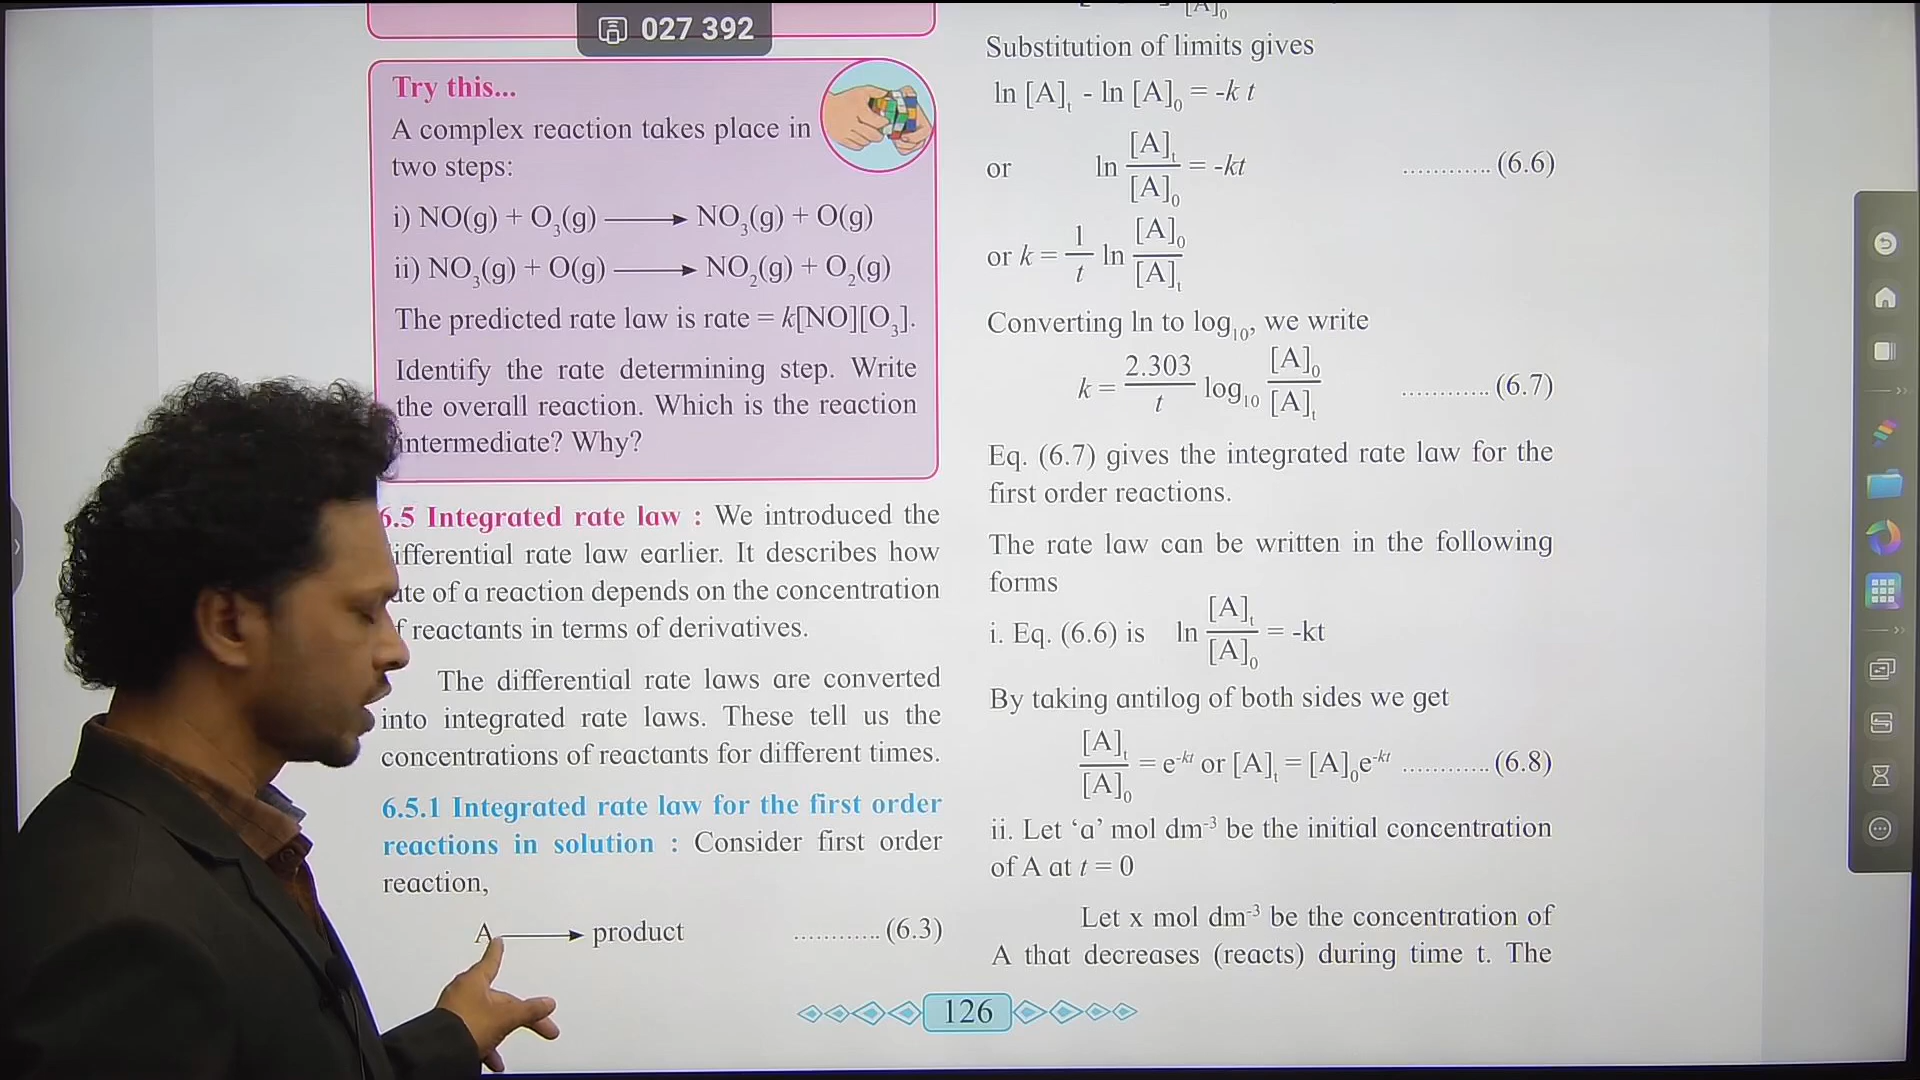 027 392
Try this...
A complex reaction takes place in
two steps:
i) NO(g) + O₃(g) ⟶ NO₃(g) + O(g)
ii) NO₃(g) + O(g) ⟶ NO₂(g) + O₂(g)
The predicted rate law is rate = k[NO][O₃].
Identify the rate determining step. Write
the overall reaction. Which is the reaction
intermediate? Why?
6.5 Integrated rate law : We introduced the
ifferential rate law earlier. It describes how
ate of a reaction depends on the concentration
f reactants in terms of derivatives.
The differential rate laws are converted
into integrated rate laws. These tell us the
concentrations of reactants for different times.
6.5.1 Integrated rate law for the first order
reactions in solution : Consider first order
reaction,
A ⟶ product ............ (6.3)
[A]₀
Substitution of limits gives
ln [A]ₜ - ln [A]₀ = -k t
or ln [A]ₜ/[A]₀ = -kt ............ (6.6)
or k = 1/t ln [A]₀/[A]ₜ
Converting ln to log₁₀, we write
k = 2.303/t log₁₀ [A]₀/[A]ₜ ............ (6.7)
Eq. (6.7) gives the integrated rate law for the
first order reactions.
The rate law can be written in the following
forms
i. Eq. (6.6) is ln [A]ₜ/[A]₀ = -kt
By taking antilog of both sides we get
[A]ₜ/[A]₀ = e⁻ᵏᵗ or [A]ₜ = [A]₀e⁻ᵏᵗ ............ (6.8)
ii. Let ‘a’ mol dm⁻³ be the initial concentration
of A at t = 0
Let x mol dm⁻³ be the concentration of
A that decreases (reacts) during time t. The
126